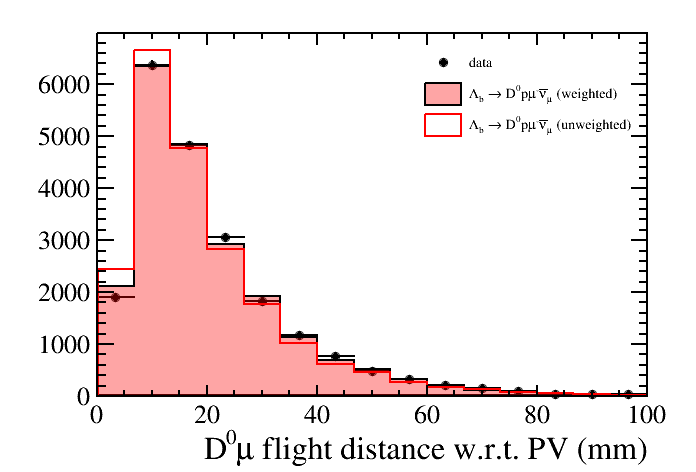 6000
5000
4000
3000
2000
1000
0
data
Λb → D⁰pμ ν̅μ (weighted)
Λb → D⁰pμ ν̅μ (unweighted)
0 20 40 60 80 100
D⁰μ flight distance w.r.t. PV (mm)